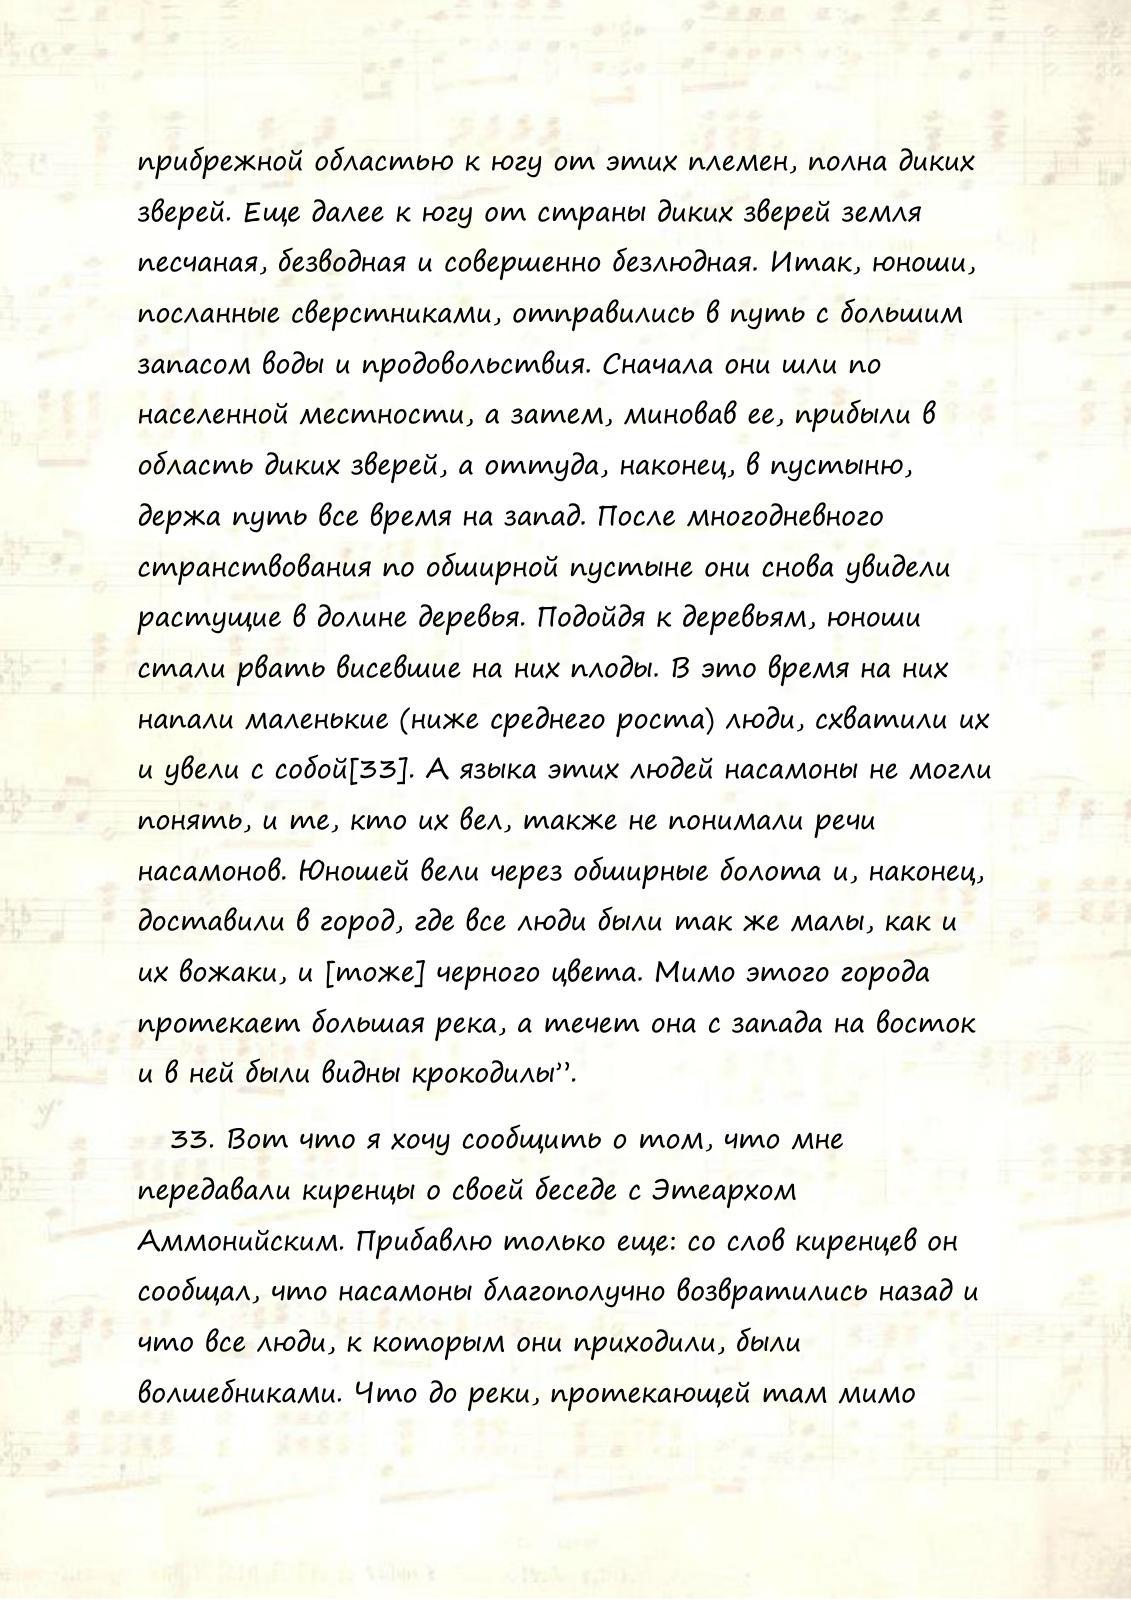 прибрежной областью к югу от этих племен, полна диких
зверей. Еще далее к югу от страны диких зверей земля
песчаная, безводная и совершенно безлюдная. Итак, юноши,
посланные сверстниками, отправились в путь с большим
запасом воды и продовольствия. Сначала они шли по
населенной местности, а затем, миновав ее, прибыли в
область диких зверей, а оттуда, наконец, в пустыню,
держа путь все время на запад. После многодневного
странствования по обширной пустыне они снова увидели
растущие в долине деревья. Подойдя к деревьям, юноши
стали рвать висевшие на них плоды. В это время на них
напали маленькие (ниже среднего роста) люди, схватили их
и увели с собой[33]. А языка этих людей насамоны не могли
понять, и те, кто их вел, также не понимали речи
насамонов. Юношей вели через обширные болота и, наконец,
доставили в город, где все люди были так же малы, как и
их вожаки, и [тоже] черного цвета. Мимо этого города
протекает большая река, а течет она с запада на восток
и в ней были видны крокодилы”.
33. Вот что я хочу сообщить о том, что мне
передавали киренцы о своей беседе с Этеархом
Аммонийским. Прибавлю только еще: со слов киренцев он
сообщал, что насамоны благополучно возвратились назад и
что все люди, к которым они приходили, были
волшебниками. Что до реки, протекающей там мимо